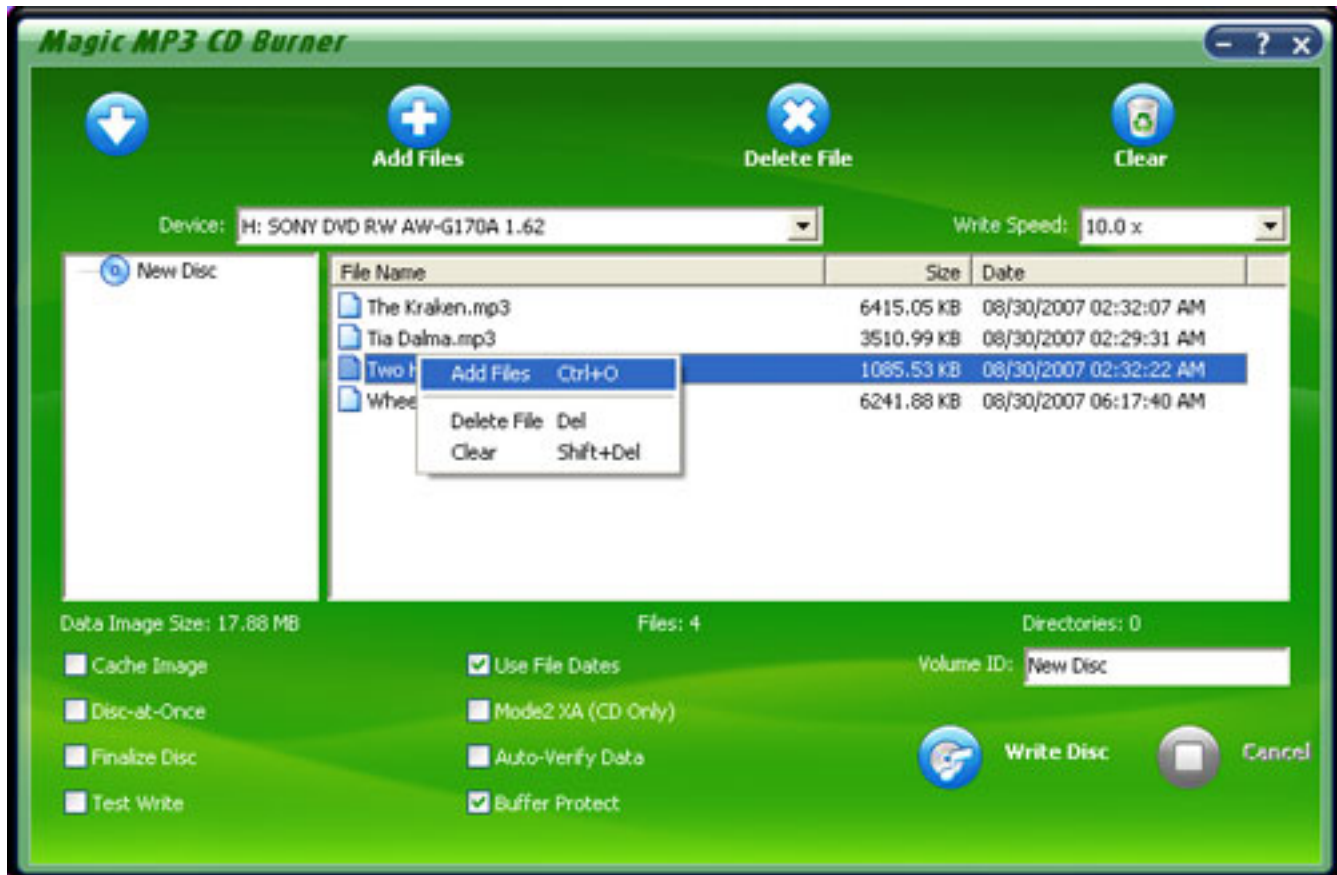 Magic MP3 CD Burner
Add Files
Delete File
Clear
Device: H: SONY DVD RW AW-G170A 1.62
Write Speed: 10.0 x
New Disc
File Name Size Date
The Kraken.mp3 6415.05 KB 08/30/2007 02:32:07 AM
Tia Dalma.mp3 3510.99 KB 08/30/2007 02:29:31 AM
Two 1085.53 KB 08/30/2007 02:32:22 AM
Whee 6241.88 KB 08/30/2007 06:17:40 AM
Add Files Ctrl+O
Delete File Del
Clear Shift+Del
Data Image Size: 17.88 MB Files: 4 Directories: 0
Cache Image
Disc-at-Once
Finalize Disc
Test Write
Use File Dates
Mode2 XA (CD Only)
Auto-Verify Data
Buffer Protect
Volume ID: New Disc
Write Disc
Cancel